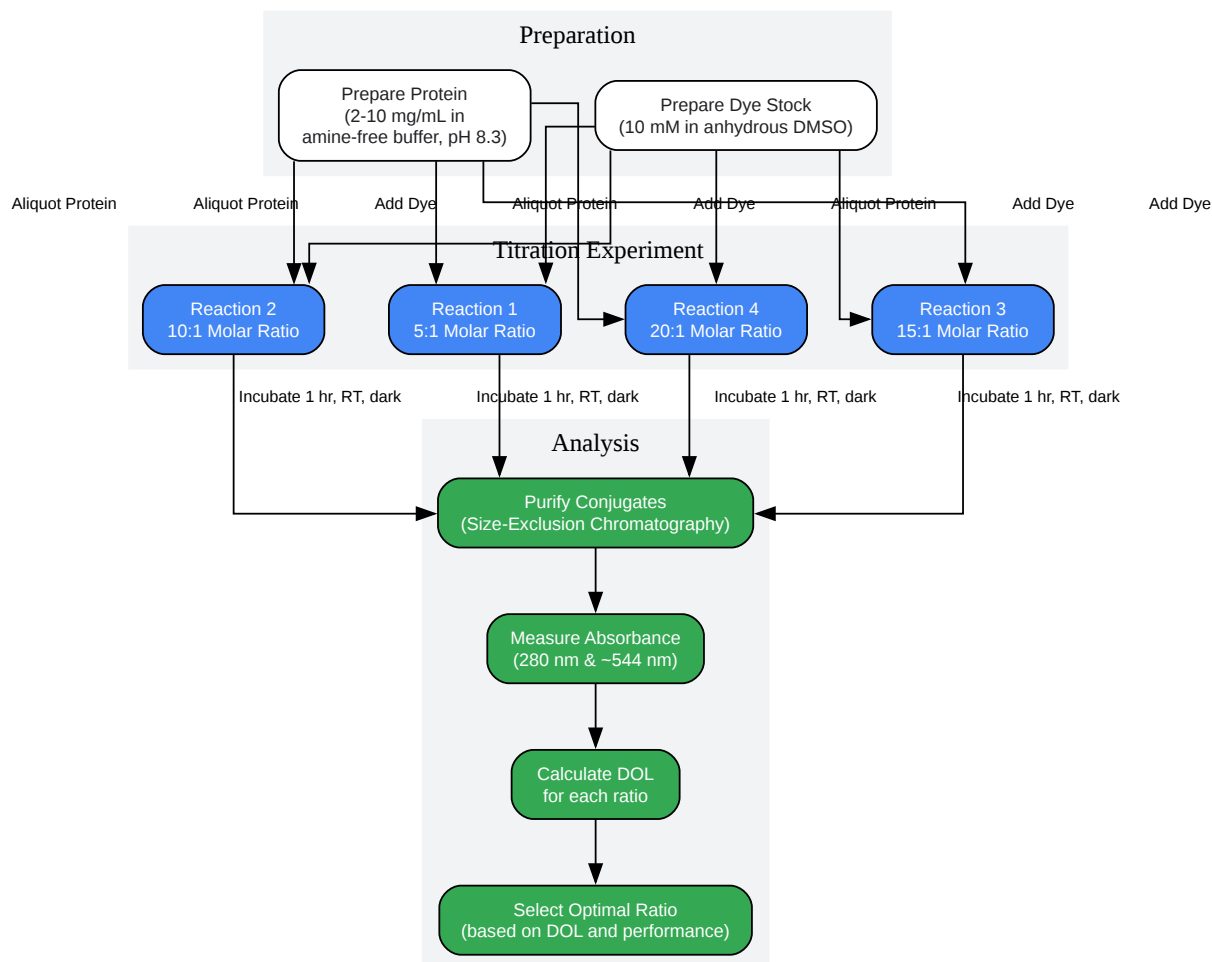 Preparation
Prepare Protein
(2-10 mg/mL in
amine-free buffer, pH 8.3)
Prepare Dye Stock
(10 mM in anhydrous DMSO)
Aliquot Protein
Aliquot Protein
Add Dye
Aliquot Protein
Add Dye
Aliquot Protein
Add Dye
Add Dye
Titration Experiment
Reaction 2
10:1 Molar Ratio
Reaction 1
5:1 Molar Ratio
Reaction 4
20:1 Molar Ratio
Reaction 3
15:1 Molar Ratio
Incubate 1 hr, RT, dark
Incubate 1 hr, RT, dark
Incubate 1 hr, RT, dark
Incubate 1 hr, RT, dark
Analysis
Purify Conjugates
(Size-Exclusion Chromatography)
Measure Absorbance
(280 nm & ~544 nm)
Calculate DOL
for each ratio
Select Optimal Ratio
(based on DOL and performance)